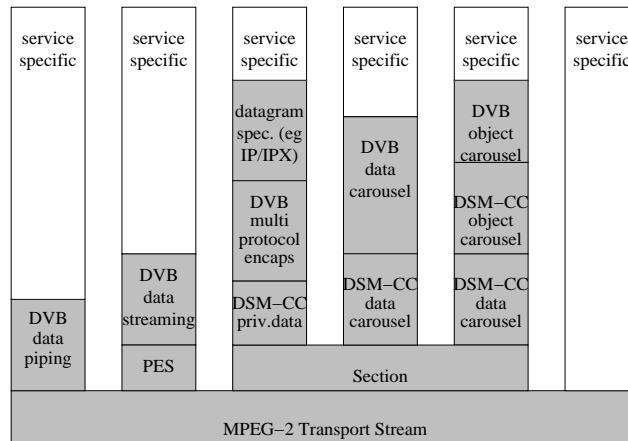 service
specific
service
specific
service
specific
service
specific
service
specific
service
specific
datagram
spec. (eg
IP/IPX)
DVB
object
carousel
DVB
data
carousel
DVB
multi
protocol
encaps
DSM−CC
object
carousel
DVB
data
streaming
DSM−CC
priv.data
DSM−CC
data
carousel
DSM−CC
data
carousel
DVB
data
piping
PES
Section
MPEG−2 Transport Stream